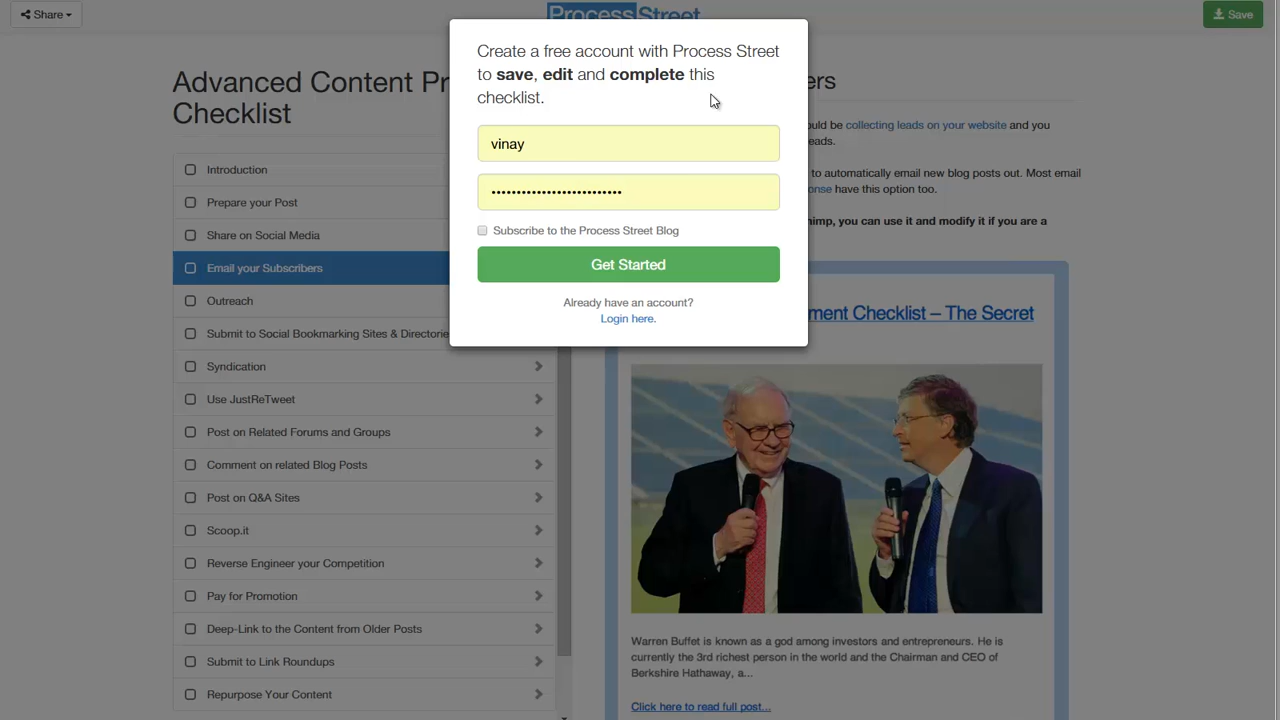 Share
ProcessStreet
Save
Create a free account with Process Street
to save, edit and complete this
checklist.
vinay
••••••••••••••••••••••••••
Subscribe to the Process Street Blog
Get Started
Already have an account?
Login here.
Advanced Content Pr
Checklist
Introduction
Prepare your Post
Share on Social Media
Email your Subscribers
Outreach
Submit to Social Bookmarking Sites & Directorie
Syndication
Use JustReTweet
Post on Related Forums and Groups
Comment on related Blog Posts
Post on Q&A Sites
Scoop.it
Reverse Engineer your Competition
Pay for Promotion
Deep-Link to the Content from Older Posts
Submit to Link Roundups
Repurpose Your Content
ers
uld be collecting leads on your website and you
eads.
to automatically email new blog posts out. Most email
onse have this option too.
himp, you can use it and modify it if you are a
ment Checklist – The Secret
Warren Buffet is known as a god among investors and entrepreneurs. He is
currently the 3rd richest person in the world and the Chairman and CEO of
Berkshire Hathaway, a...
Click here to read full post...